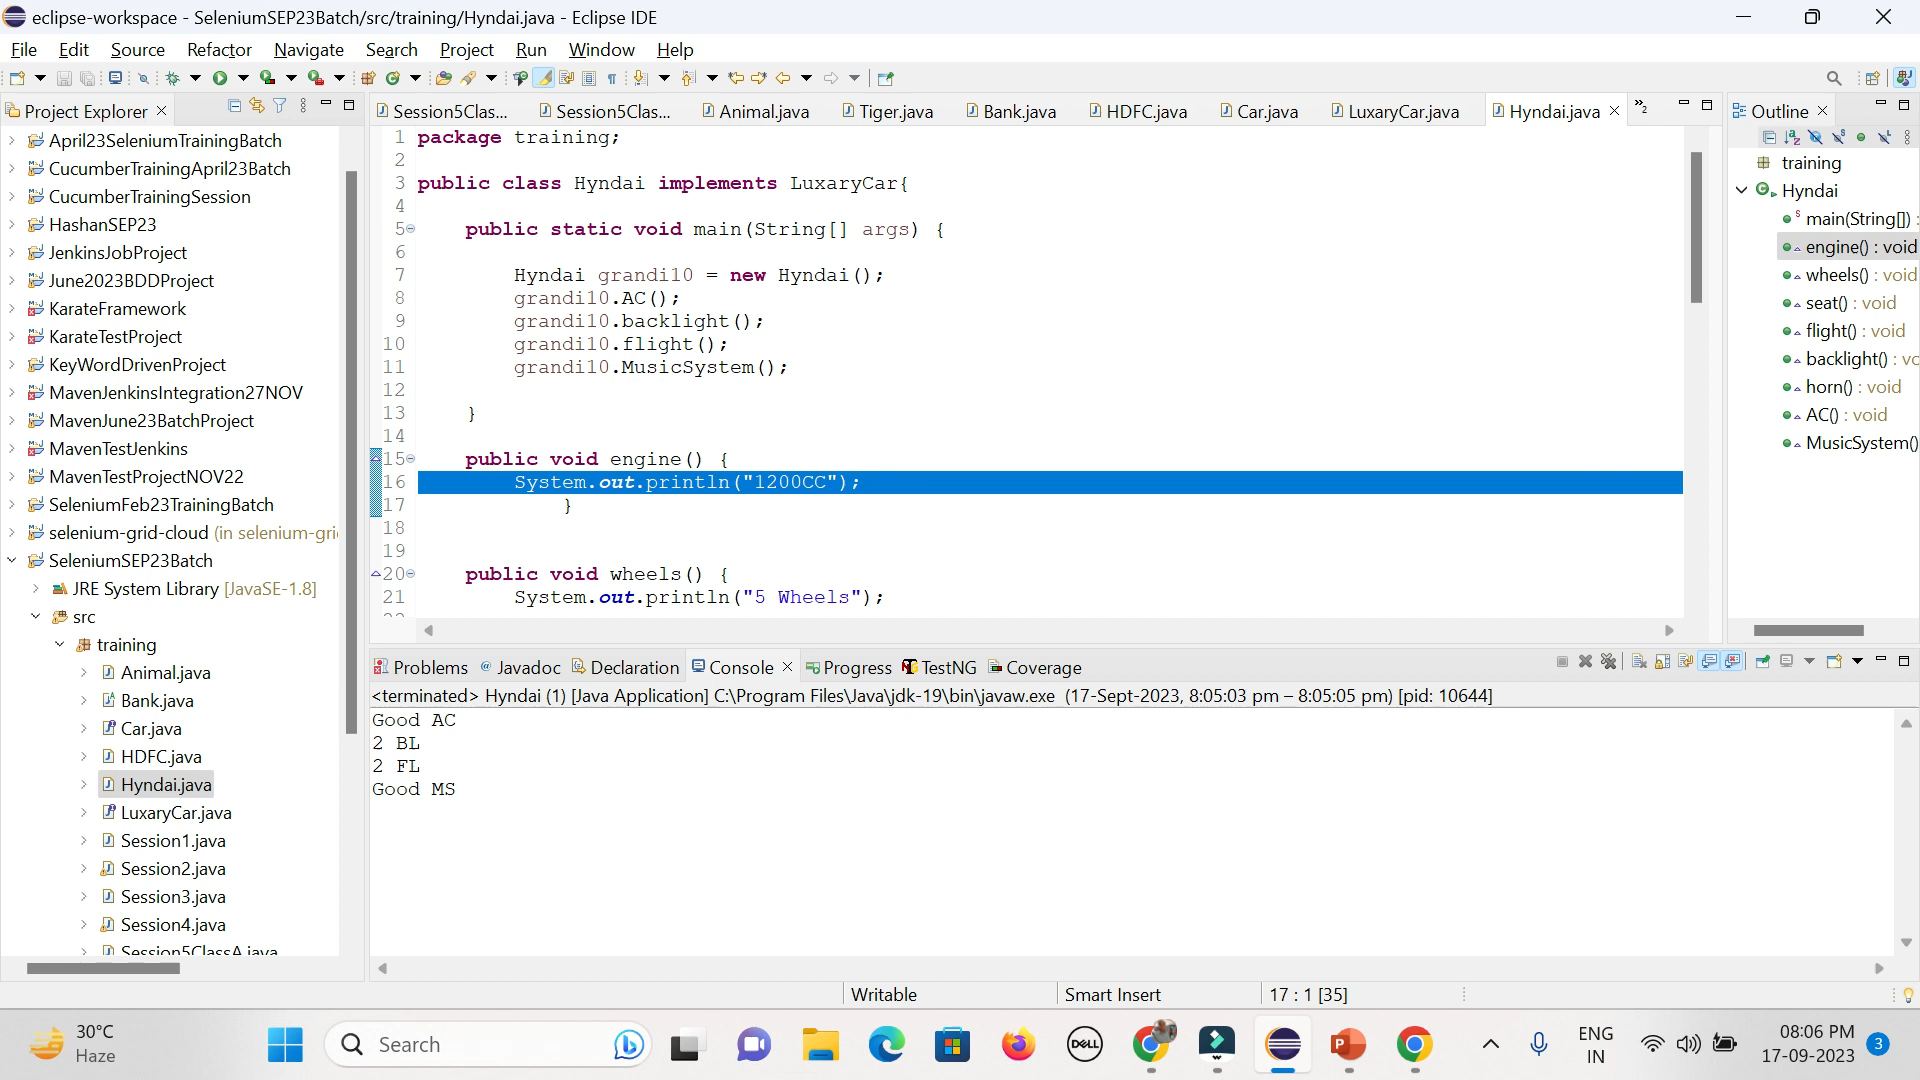 eclipse-workspace - SeleniumSEP23Batch/src/training/Hyndai.java - Eclipse IDE
File Edit Source Refactor Navigate Search Project Run Window Help
Project Explorer
April23SeleniumTrainingBatch
CucumberTrainingApril23Batch
CucumberTrainingSession
HashanSEP23
JenkinsJobProject
June2023BDDProject
KarateFramework
KarateTestProject
KeyWordDrivenProject
MavenJenkinsIntegration27NOV
MavenJune23BatchProject
MavenTestJenkins
MavenTestProjectNOV22
SeleniumFeb23TrainingBatch
selenium-grid-cloud (in selenium-gri
SeleniumSEP23Batch
JRE System Library [JavaSE-1.8]
src
training
Animal.java
Bank.java
Car.java
HDFC.java
Hyndai.java
LuxaryCar.java
Session1.java
Session2.java
Session3.java
Session4.java
Session5ClassA.java
Session5Clas... Session5Clas... Animal.java Tiger.java Bank.java HDFC.java Car.java LuxaryCar.java Hyndai.java »2
1 package training;
2
3 public class Hyndai implements LuxaryCar{
4
5 public static void main(String[] args) {
6
7 Hyndai grandi10 = new Hyndai();
8 grandi10.AC();
9 grandi10.backlight();
10 grandi10.flight();
11 grandi10.MusicSystem();
12
13 }
14
15 public void engine() {
16 System.out.println("1200CC");
17 }
18
19
20 public void wheels() {
21 System.out.println("5 Wheels");
Outline
training
Hyndai
main(String[]) :
engine() : void
wheels() : void
seat() : void
flight() : void
backlight() : vo
horn() : void
AC() : void
MusicSystem()
Problems Javadoc Declaration Console Progress TestNG Coverage
<terminated> Hyndai (1) [Java Application] C:\Program Files\Java\jdk-19\bin\javaw.exe (17-Sept-2023, 8:05:03 pm – 8:05:05 pm) [pid: 10644]
Good AC
2 BL
2 FL
Good MS
Writable Smart Insert 17 : 1 [35]
30°C
Haze
Search
DELL
ENG
IN
08:06 PM
17-09-2023
3